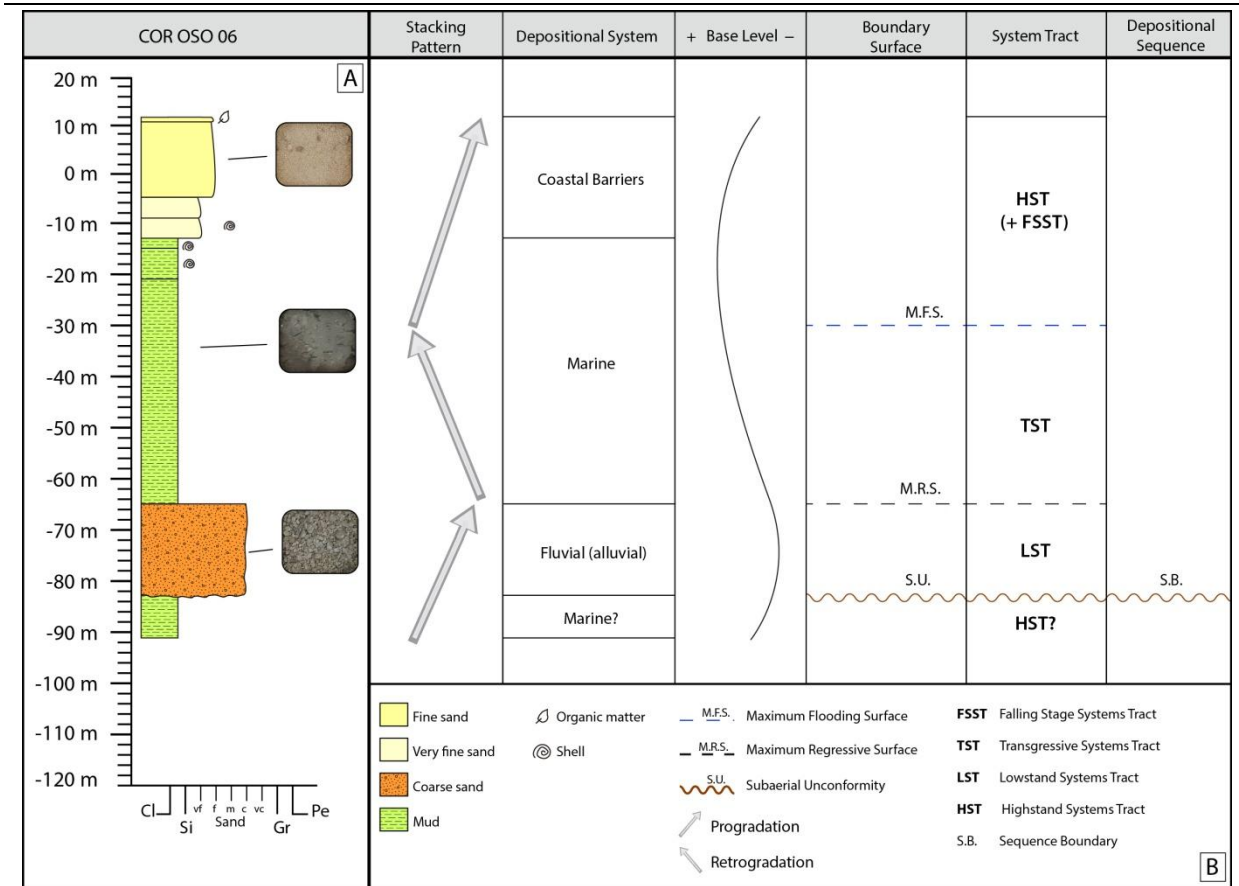 COR OSO 06
Stacking
Pattern
Depositional System
+ Base Level −
Boundary
Surface
System Tract
Depositional
Sequence
A
20 m
10 m
0 m
-10 m
-20 m
-30 m
-40 m
-50 m
-60 m
-70 m
-80 m
-90 m
-100 m
-110 m
-120 m
Cl
Si
vf
f
m
c
vc
Sand
Gr
Pe
Coastal Barriers
Marine
Fluvial (alluvial)
Marine?
M.F.S.
M.R.S.
S.U.
HST
(+ FSST)
TST
LST
HST?
S.B.
Fine sand
Very fine sand
Coarse sand
Mud
Organic matter
Shell
M.F.S. Maximum Flooding Surface
M.R.S. Maximum Regressive Surface
S.U. Subaerial Unconformity
Progradation
Retrogradation
FSST Falling Stage Systems Tract
TST Transgressive Systems Tract
LST Lowstand Systems Tract
HST Highstand Systems Tract
S.B. Sequence Boundary
B